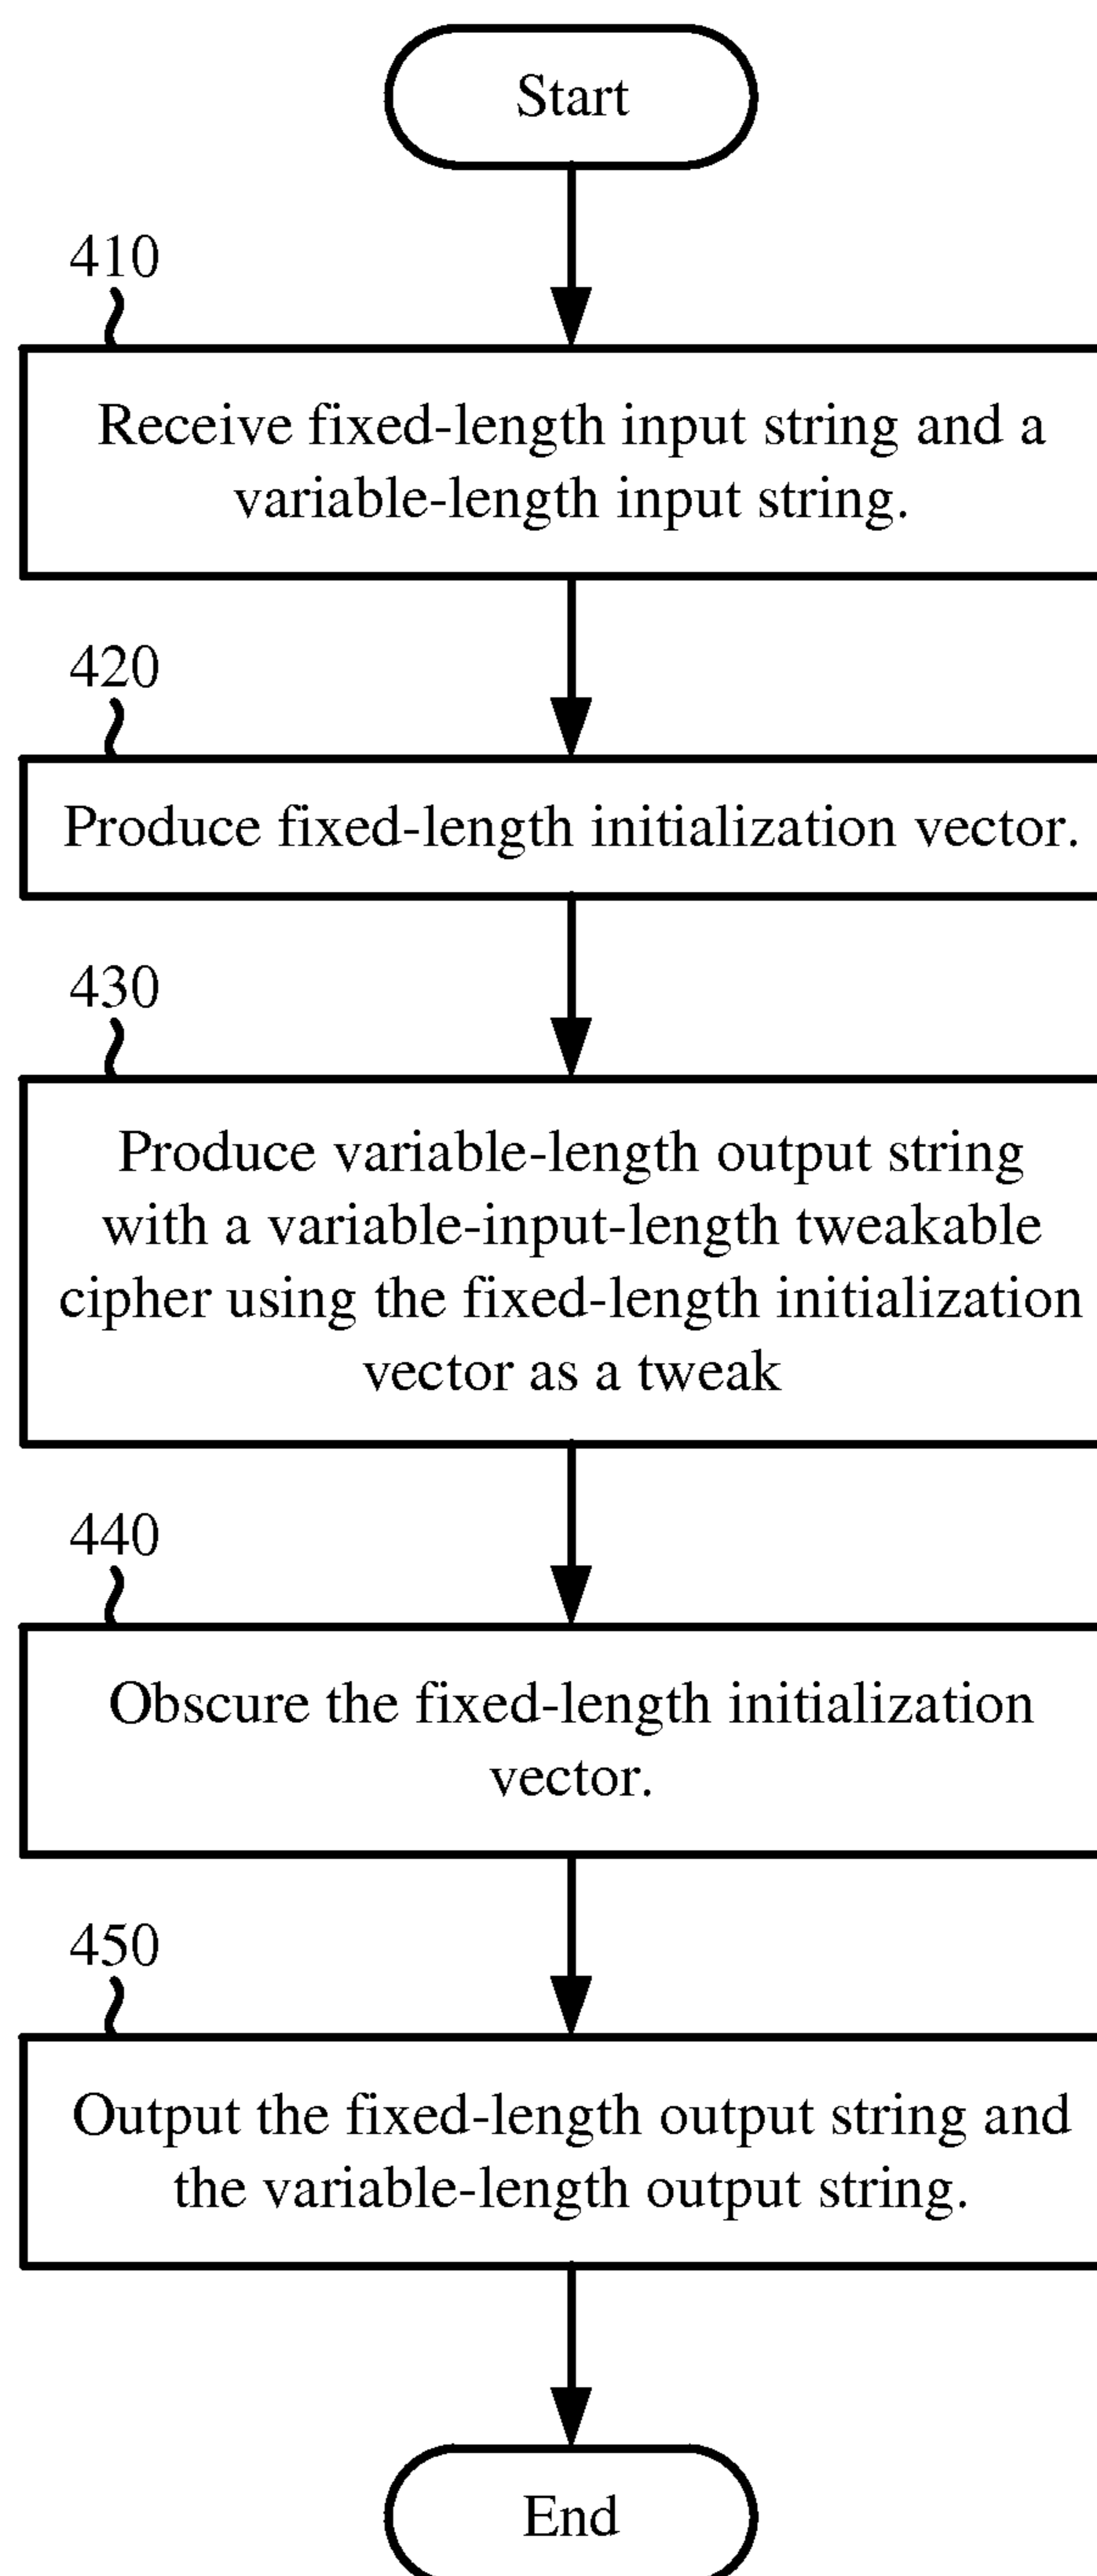 Start
410
Receive fixed-length input string and a
variable-length input string.
420
Produce fixed-length initialization vector.
430
Produce variable-length output string
with a variable-input-length tweakable
cipher using the fixed-length initialization
vector as a tweak
440
Obscure the fixed-length initialization
vector.
450
Output the fixed-length output string and
the variable-length output string.
End